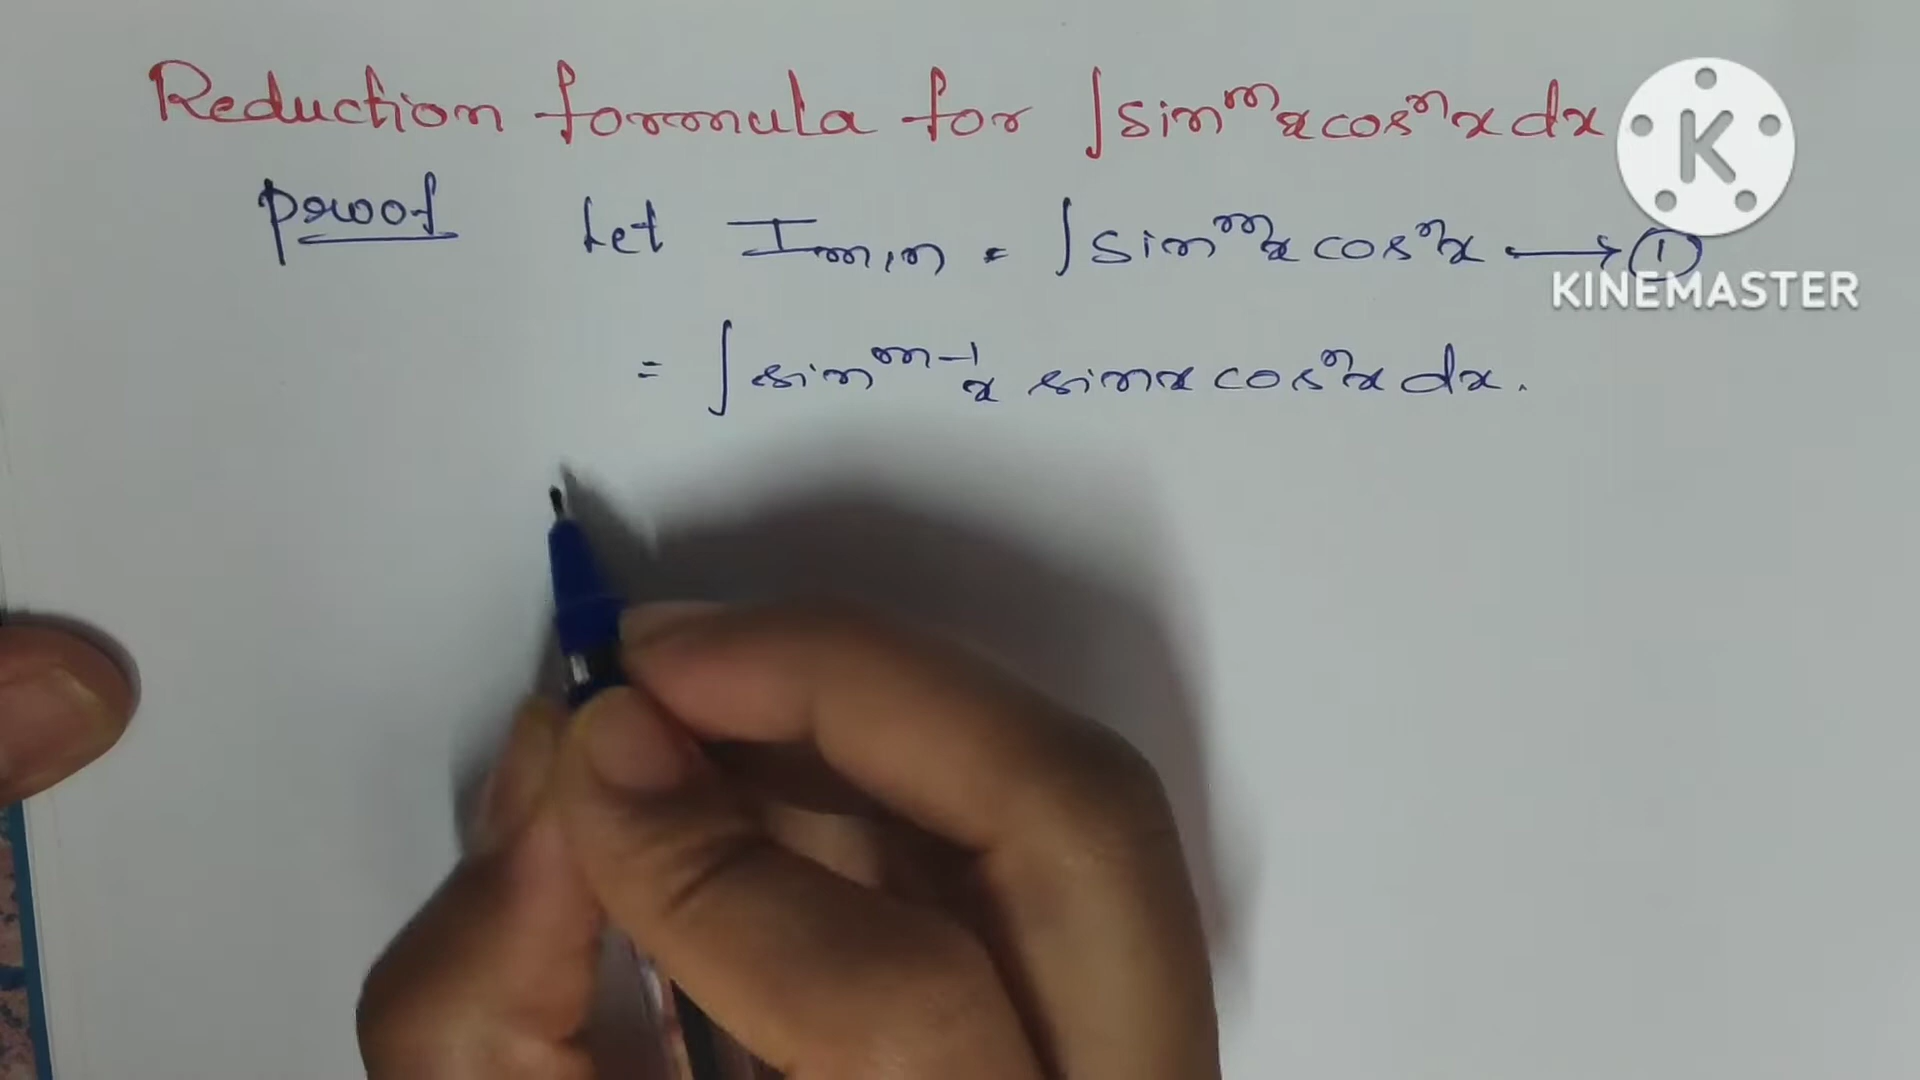 Reduction formula for ∫sinᵐx cosⁿx dx
proof Let Iₘ,ₙ = ∫sinᵐx cosⁿx ⟶ ①
= ∫sinᵐ⁻¹x sinx cosⁿx dx.
K
KINEMASTER